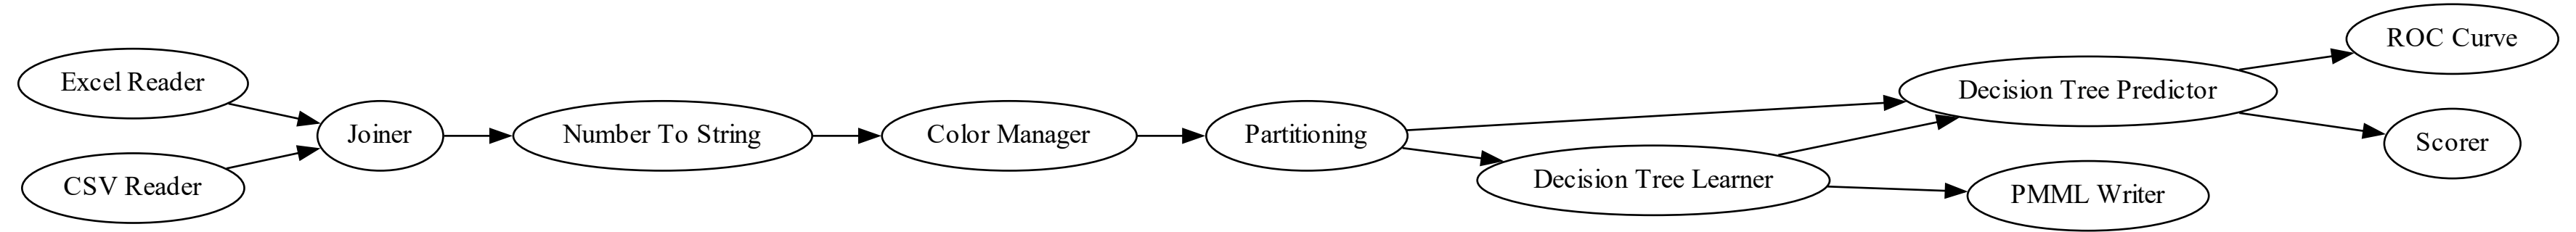 Excel Reader
CSV Reader
Joiner
Number To String
Color Manager
Partitioning
Decision Tree Predictor
Decision Tree Learner
PMML Writer
ROC Curve
Scorer